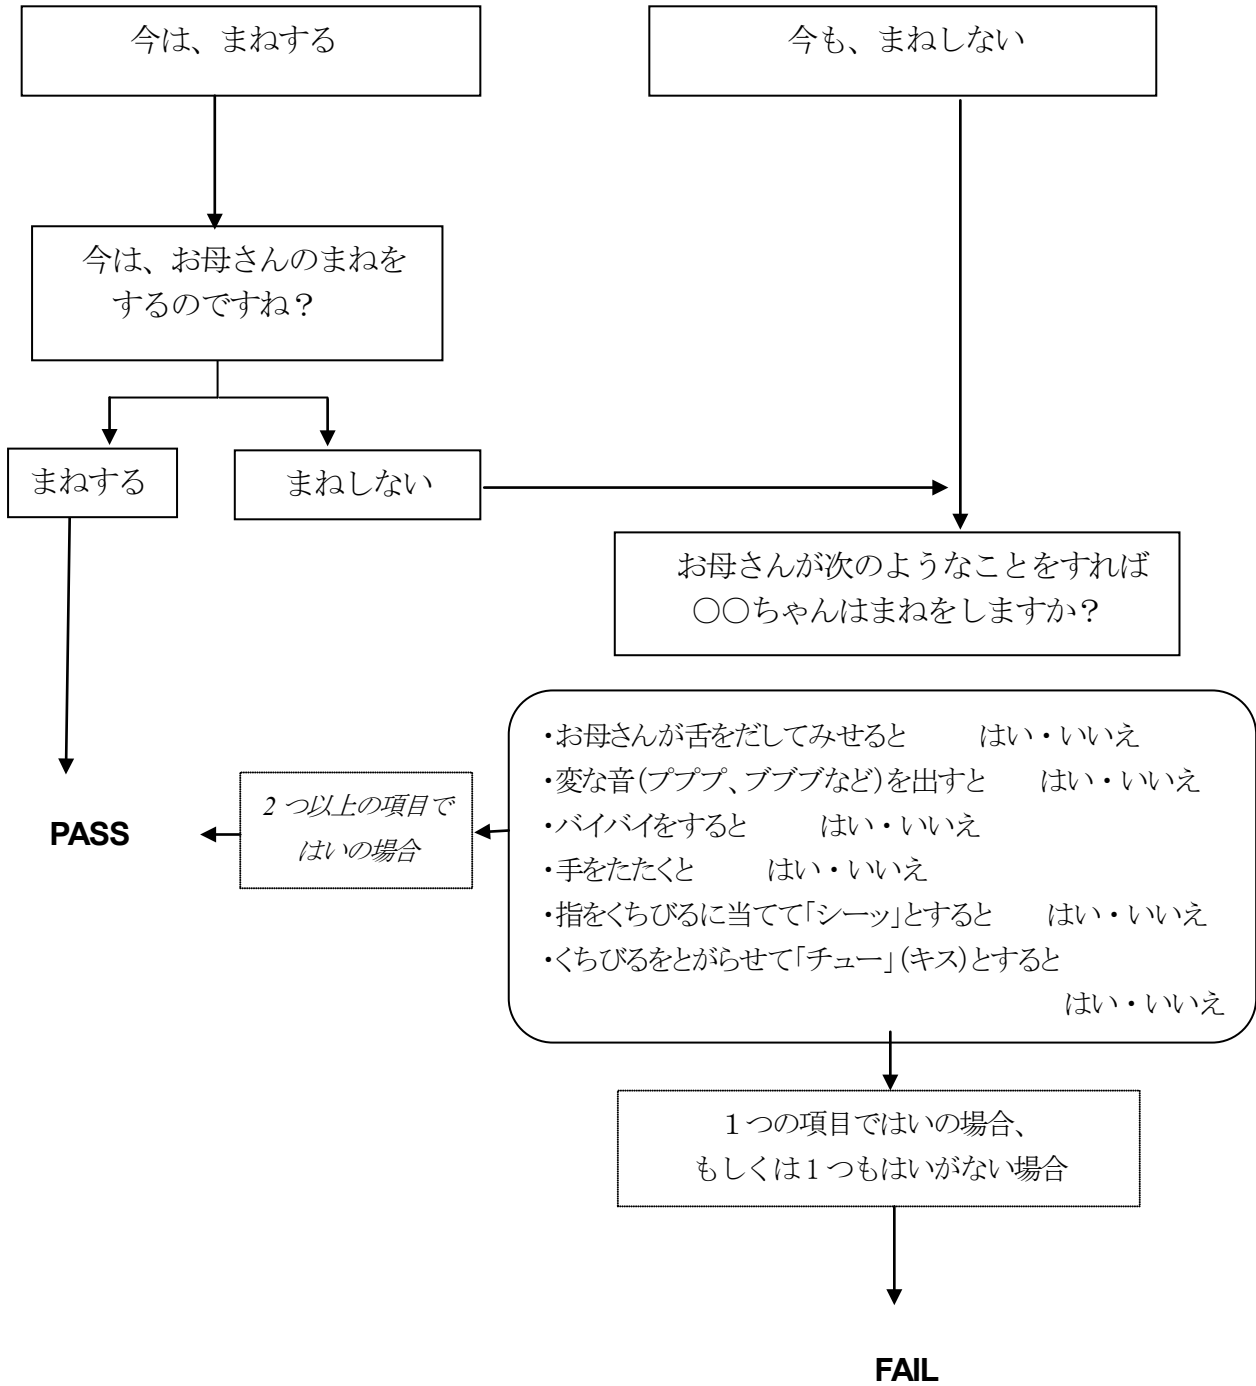 今は、まねする
今も、まねしない
今は、お母さんのまねを
するのですね？
まねする
まねしない
お母さんが次のようなことをすれば
○○ちゃんはまねをしますか？
・お母さんが舌をだしてみせると　　はい・いいえ
・変な音(プププ、ブブブなど)を出すと　　はい・いいえ
・バイバイをすると　　はい・いいえ
・手をたたくと　　はい・いいえ
・指をくちびるに当てて「シーッ」とすると　　はい・いいえ
・くちびるをとがらせて「チュー」(キス)とすると
はい・いいえ
2 つ以上の項目で
はいの場合
PASS
１つの項目ではいの場合、
もしくは１つもはいがない場合
FAIL